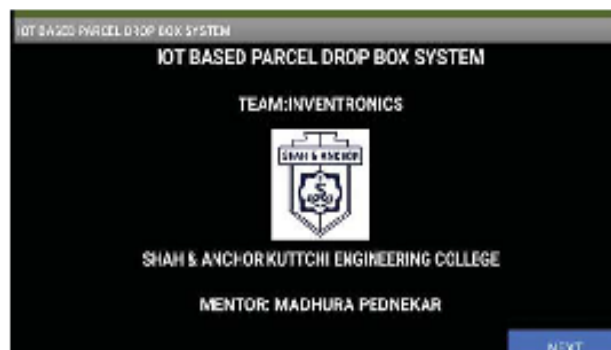 IOT BASED PARCEL DROP BOX SYSTEM
IOT BASED PARCEL DROP BOX SYSTEM
TEAM:INVENTRONICS
SHAH & ANCHOR
S
SHAH & ANCHOR KUTTCHI ENGINEERING COLLEGE
MENTOR: MADHURA PEDNEKAR
NEXT